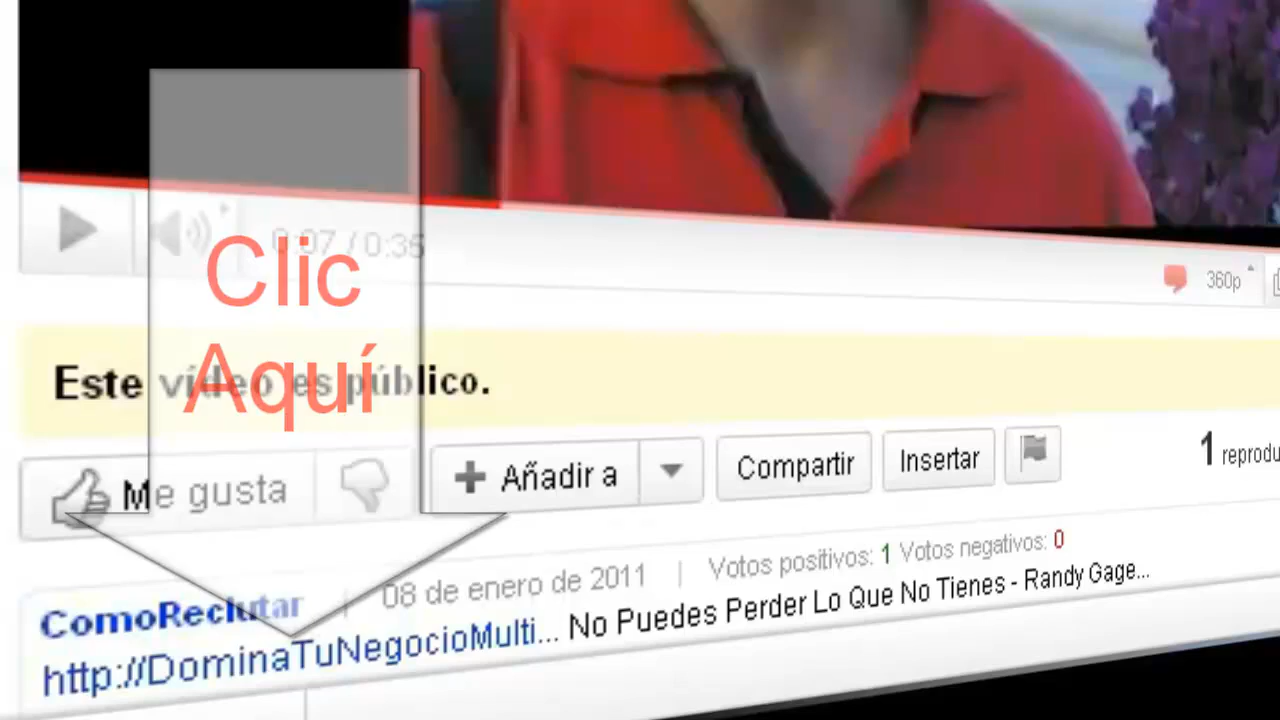 0:07 / 0:35
360p
Clic
Aquí
Este vídeo es público.
Me gusta
Añadir a
Compartir
Insertar
1 reprodu
ComoReclutar | 08 de enero de 2011 | Votos positivos: 1 Votos negativos: 0
http://DominaTuNegocioMulti... No Puedes Perder Lo Que No Tienes - Randy Gage...